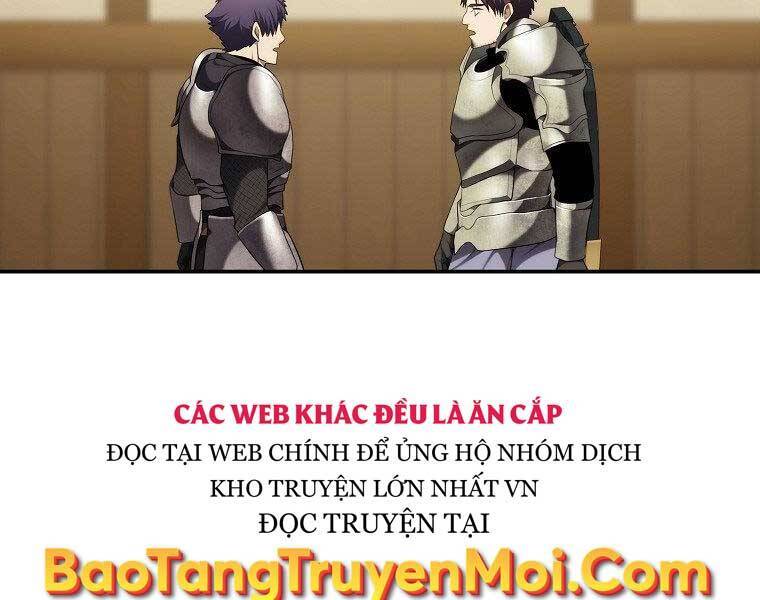 CÁC WEB KHÁC ĐỀU LÀ ĂN CẮP
ĐỌC TẠI WEB CHÍNH ĐỂ ỦNG HỘ NHÓM DỊCH
KHO TRUYỆN LỚN NHẤT VN
ĐỌC TRUYỆN TẠI
BaoTangTruyenMoi.Com